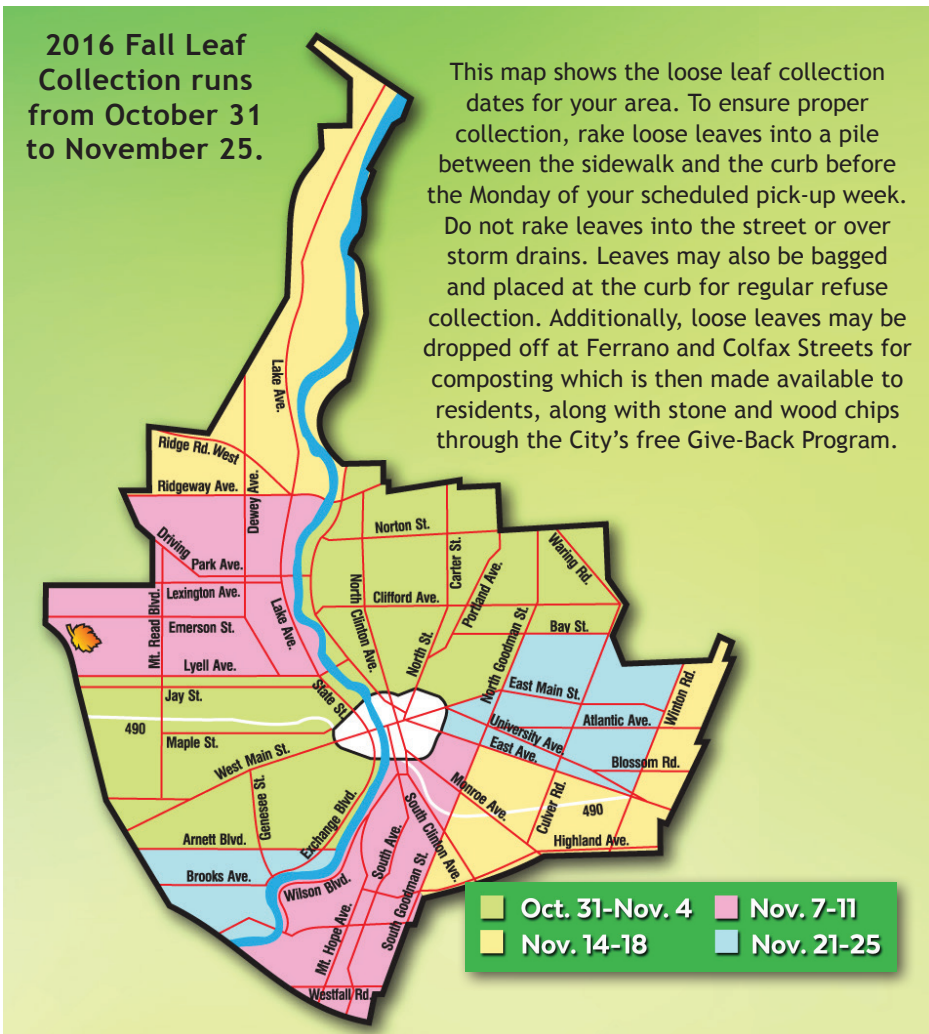 2016 Fall Leaf
Collection runs
from October 31
to November 25.
This map shows the loose leaf collection
dates for your area. To ensure proper
collection, rake loose leaves into a pile
between the sidewalk and the curb before
the Monday of your scheduled pick-up week.
Do not rake leaves into the street or over
storm drains. Leaves may also be bagged
and placed at the curb for regular refuse
collection. Additionally, loose leaves may be
dropped off at Ferrano and Colfax Streets for
composting which is then made available to
residents, along with stone and wood chips
through the City's free Give-Back Program.
Lake Ave.
Ridge Rd. West
Ridgeway Ave.
Dewey Ave.
Driving
Park Ave.
Lexington Ave.
Mt. Read Blvd.
Emerson St.
Lake Ave.
Lyell Ave.
Jay St.
State St.
490
Maple St.
West Main St.
Genesee St.
Exchange Blvd.
Arnett Blvd.
Brooks Ave.
Norton St.
Carter St.
Portland Ave.
Waring Rd.
North Clinton Ave.
Clifford Ave.
North St.
North Goodman St.
Bay St.
East Main St.
University Ave.
Atlantic Ave.
Winton Rd.
East Ave.
Blossom Rd.
Monroe Ave.
Culver Rd.
490
Highland Ave.
South Clinton Ave.
South Ave.
Wilson Blvd.
South Goodman St.
Mt. Hope Ave.
Westfall Rd.
Oct. 31-Nov. 4
Nov. 7-11
Nov. 14-18
Nov. 21-25